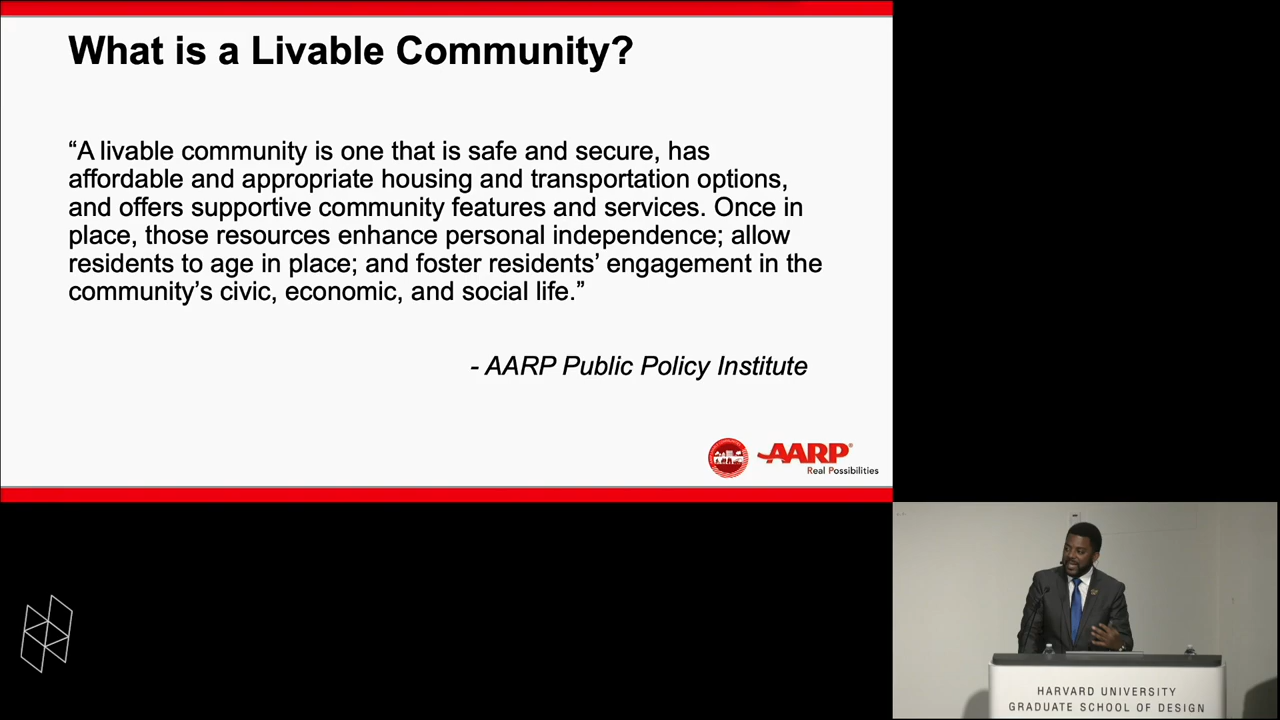 What is a Livable Community?
“A livable community is one that is safe and secure, has
affordable and appropriate housing and transportation options,
and offers supportive community features and services. Once in
place, those resources enhance personal independence; allow
residents to age in place; and foster residents’ engagement in the
community’s civic, economic, and social life.”
- AARP Public Policy Institute
AARP®
Real Possibilities
HARVARD UNIVERSITY
GRADUATE SCHOOL OF DESIGN